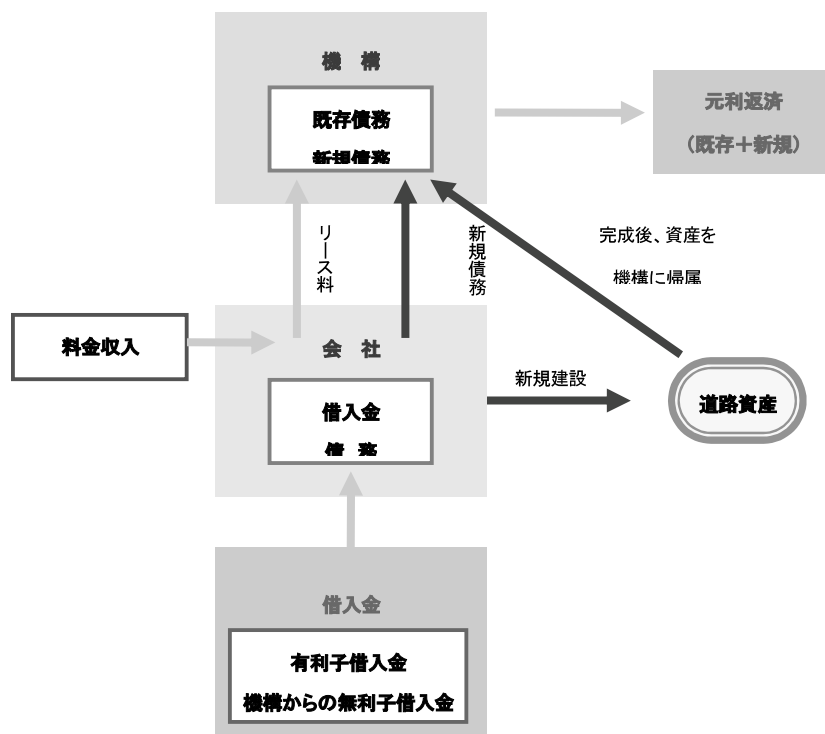 機　構
既存債務
新規債務
元利返済
（既存＋新規）
リース料
新規債務
完成後、資産を
機構に帰属
料金収入
会　社
借入金
債　務
新規建設
道路資産
借入金
有利子借入金
機構からの無利子借入金